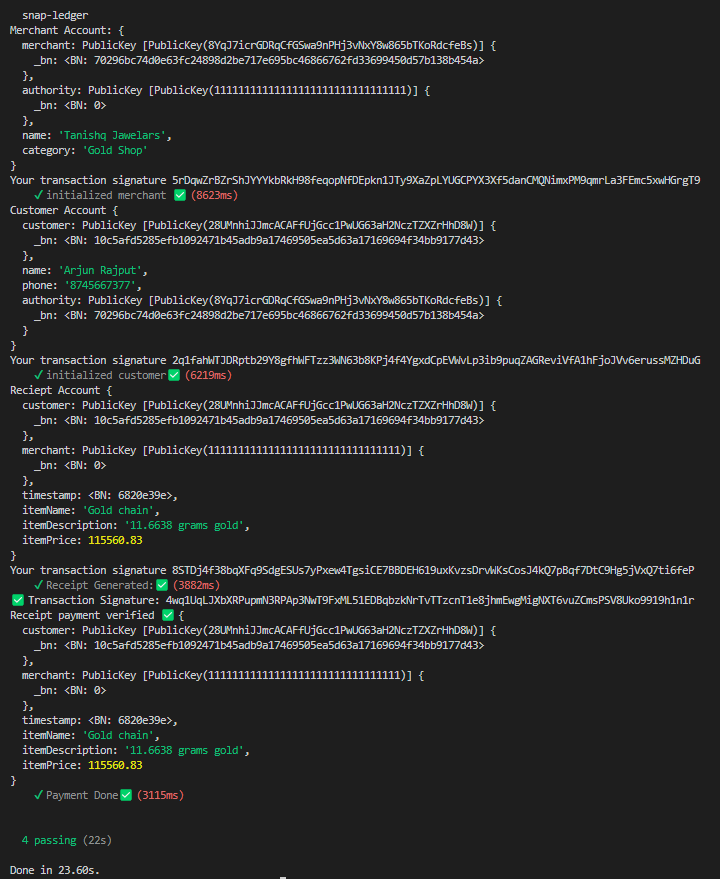 snap-ledger
Merchant Account: {
merchant: PublicKey [PublicKey(8YqJ7icrGDRqCfGSwa9nPHj3vNxY8w865bTKoRdcfeBs)] {
_bn: <BN: 70296bc74d0e63fc24898d2be717e695bc46866762fd33699450d57b138b454a>
},
authority: PublicKey [PublicKey(11111111111111111111111111111111)] {
_bn: <BN: 0>
},
name: 'Tanishq Jawelars',
category: 'Gold Shop'
}
Your transaction signature 5rDqwZrBZrShJYYYkbRkH98feqopNfDEpkn1JTy9XaZpLYUGCPYX3Xf5danCMQNimxPM9qmrLa3FEmc5xwHGrgT9
✓ initialized merchant ✅ (8623ms)
Customer Account {
customer: PublicKey [PublicKey(28UMnhiJJmcACAFfUjGcc1PwUG63aH2NczTZXZrHhD8W)] {
_bn: <BN: 10c5afd5285efb1092471b45adb9a17469505ea5d63a17169694f34bb9177d43>
},
name: 'Arjun Rajput',
phone: '8745667377',
authority: PublicKey [PublicKey(8YqJ7icrGDRqCfGSwa9nPHj3vNxY8w865bTKoRdcfeBs)] {
_bn: <BN: 70296bc74d0e63fc24898d2be717e695bc46866762fd33699450d57b138b454a>
}
}
Your transaction signature 2q1fahWTJDRptb29Y8gfhWFTzz3WN63b8KPj4f4YgxdCpEVWvLp3ib9puqZAGReviVfA1hFjoJVv6erussMZHDuG
✓ initialized customer✅ (6219ms)
Reciept Account {
customer: PublicKey [PublicKey(28UMnhiJJmcACAFfUjGcc1PwUG63aH2NczTZXZrHhD8W)] {
_bn: <BN: 10c5afd5285efb1092471b45adb9a17469505ea5d63a17169694f34bb9177d43>
},
merchant: PublicKey [PublicKey(11111111111111111111111111111111)] {
_bn: <BN: 0>
},
timestamp: <BN: 6820e39e>,
itemName: 'Gold chain',
itemDescription: '11.6638 grams gold',
itemPrice: 115560.83
}
Your transaction signature 8STDj4f38bqXFq9SdgESUs7yPxew4TgsiCE7BBDEH619uxKvzsDrvWKsCosJ4kQ7pBqf7DtC9Hg5jVxQ7ti6feP
✓ Receipt Generated:✅ (3882ms)
✅ Transaction Signature: 4wq1UqLJXbXRPupmN3RPAp3NwT9FxML51EDBqbzkNrTvTTzcnT1e8jhmEwgMigNXT6vuZCmsPSV8Uko9919h1n1r
Receipt payment verified ✅ {
customer: PublicKey [PublicKey(28UMnhiJJmcACAFfUjGcc1PwUG63aH2NczTZXZrHhD8W)] {
_bn: <BN: 10c5afd5285efb1092471b45adb9a17469505ea5d63a17169694f34bb9177d43>
},
merchant: PublicKey [PublicKey(11111111111111111111111111111111)] {
_bn: <BN: 0>
},
timestamp: <BN: 6820e39e>,
itemName: 'Gold chain',
itemDescription: '11.6638 grams gold',
itemPrice: 115560.83
}
✓ Payment Done✅ (3115ms)
4 passing (22s)
Done in 23.60s.